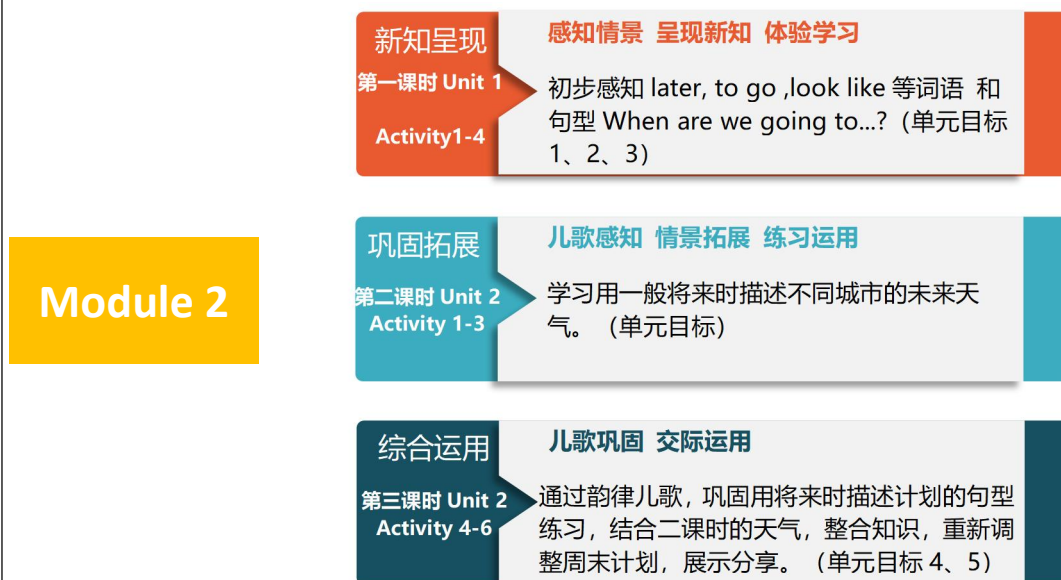 Module 2
新知呈现
第一课时 Unit 1
Activity1-4
感知情景 呈现新知 体验学习
初步感知 later, to go ,look like 等词语 和
句型 When are we going to...?（单元目标
1、2、3）
巩固拓展
第二课时 Unit 2
Activity 1-3
儿歌感知 情景拓展 练习运用
学习用一般将来时描述不同城市的未来天
气。（单元目标）
综合运用
第三课时 Unit 2
Activity 4-6
儿歌巩固 交际运用
通过韵律儿歌，巩固用将来时描述计划的句型
练习，结合二课时的天气，整合知识，重新调
整周末计划，展示分享。（单元目标 4、5）